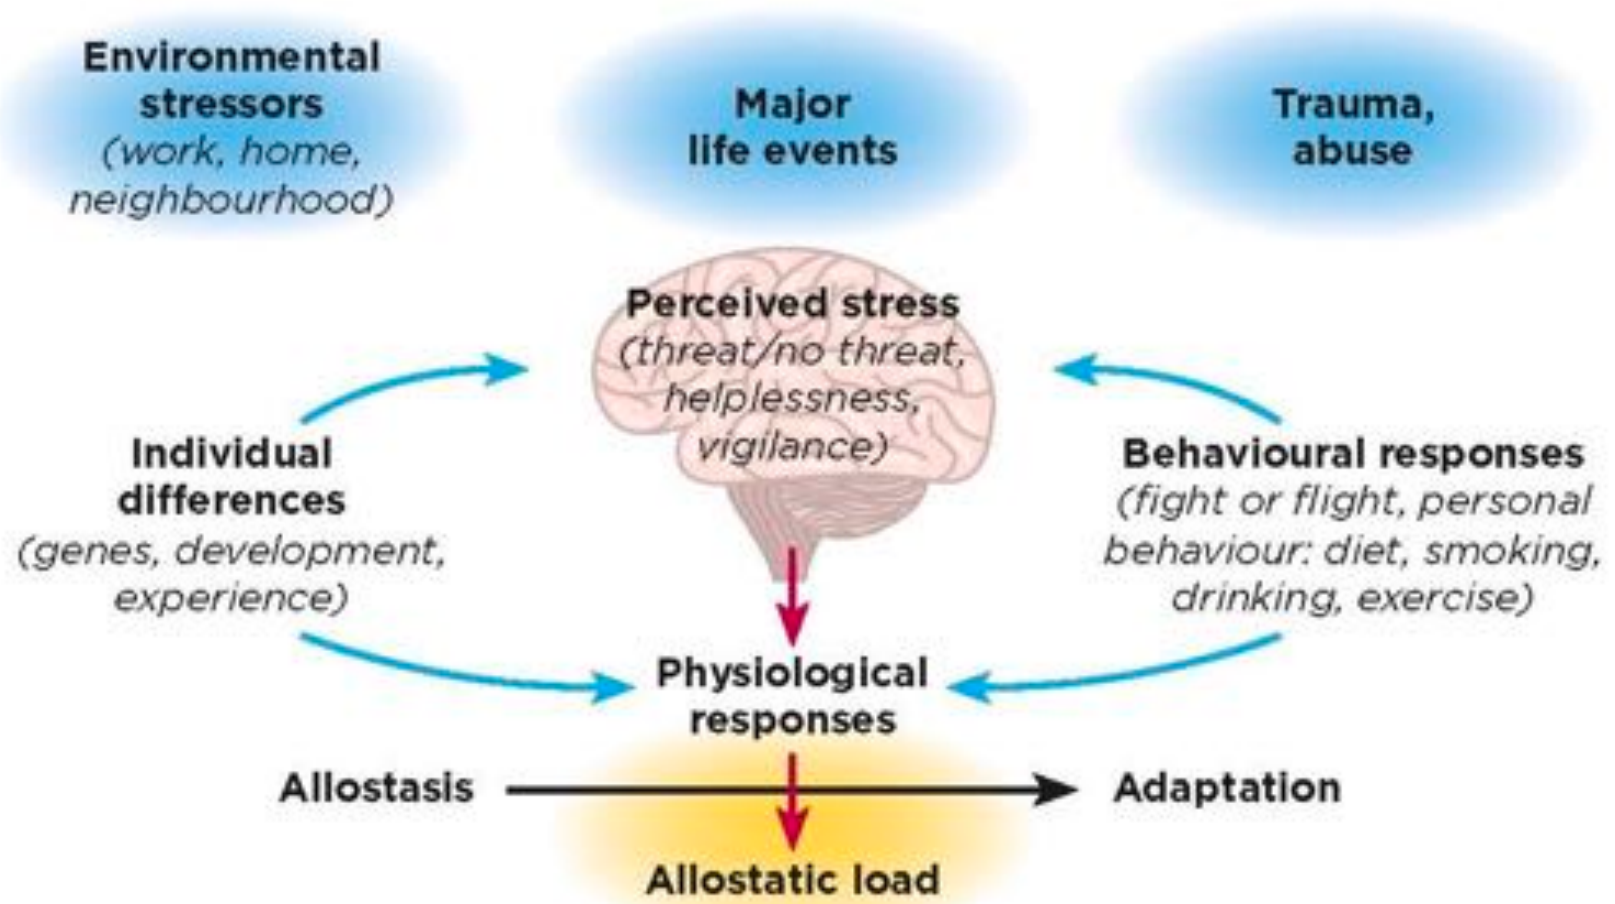 Environmental
stressors
(work, home,
neighbourhood)
Major
life events
Trauma,
abuse
Perceived stress
(threat/no threat,
helplessness,
vigilance)
Individual
differences
(genes, development,
experience)
Behavioural responses
(fight or flight, personal
behaviour: diet, smoking,
drinking, exercise)
Physiological
responses
Allostasis
Adaptation
Allostatic load